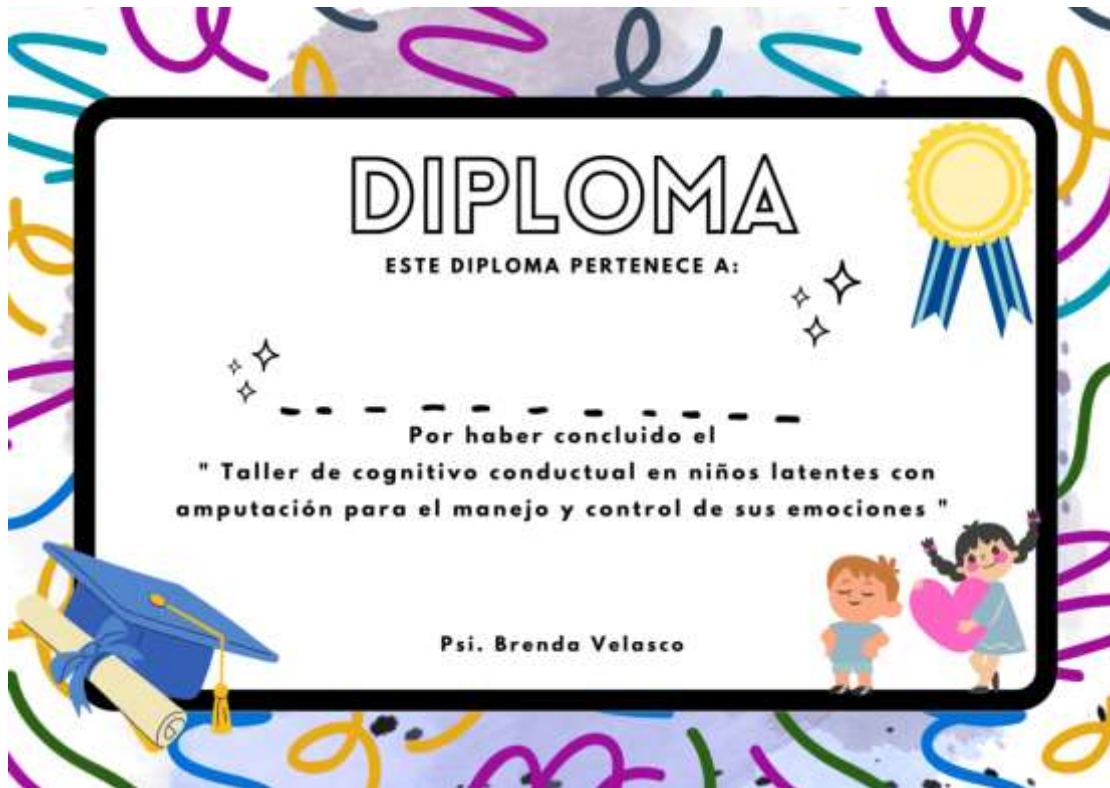 DIPLOMA
ESTE DIPLOMA PERTENECE A:
Por haber concluido el
" Taller de cognitivo conductual en niños latentes con
amputación para el manejo y control de sus emociones "
Psi. Brenda Velasco